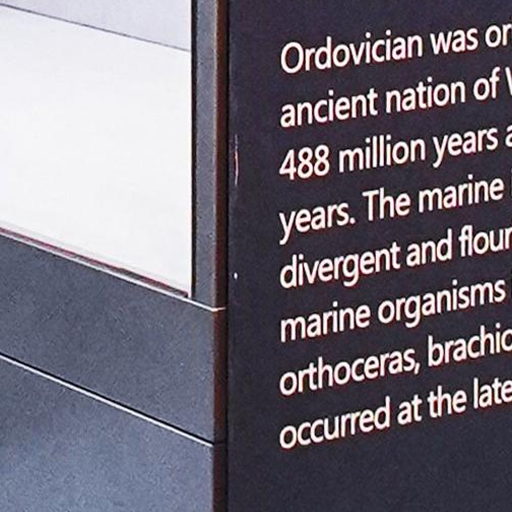 Ordovician was or
ancient nation of
488 million years a
years. The marine
divergent and flour
marine organisms
orthoceras, brachio
occurred at the late